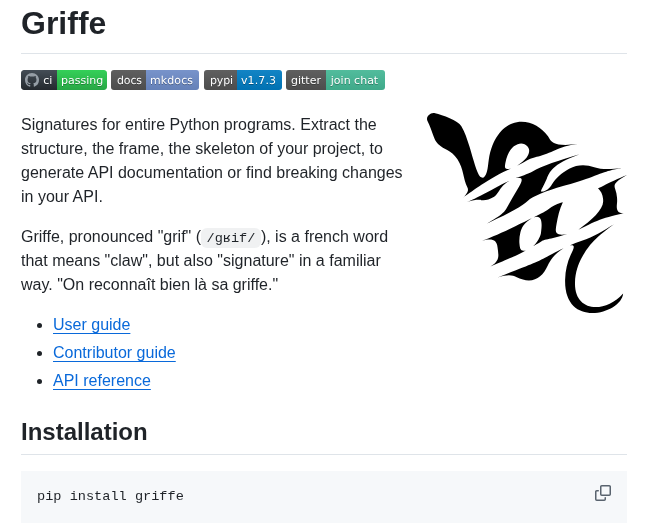 Griffe
ci passing docs mkdocs pypi v1.7.3 gitter join chat
Signatures for entire Python programs. Extract the
structure, the frame, the skeleton of your project, to
generate API documentation or find breaking changes
in your API.
Griffe, pronounced "grif" ( /gʁif/ ), is a french word
that means "claw", but also "signature" in a familiar
way. "On reconnaît bien là sa griffe."
User guide
Contributor guide
API reference
Installation
pip install griffe